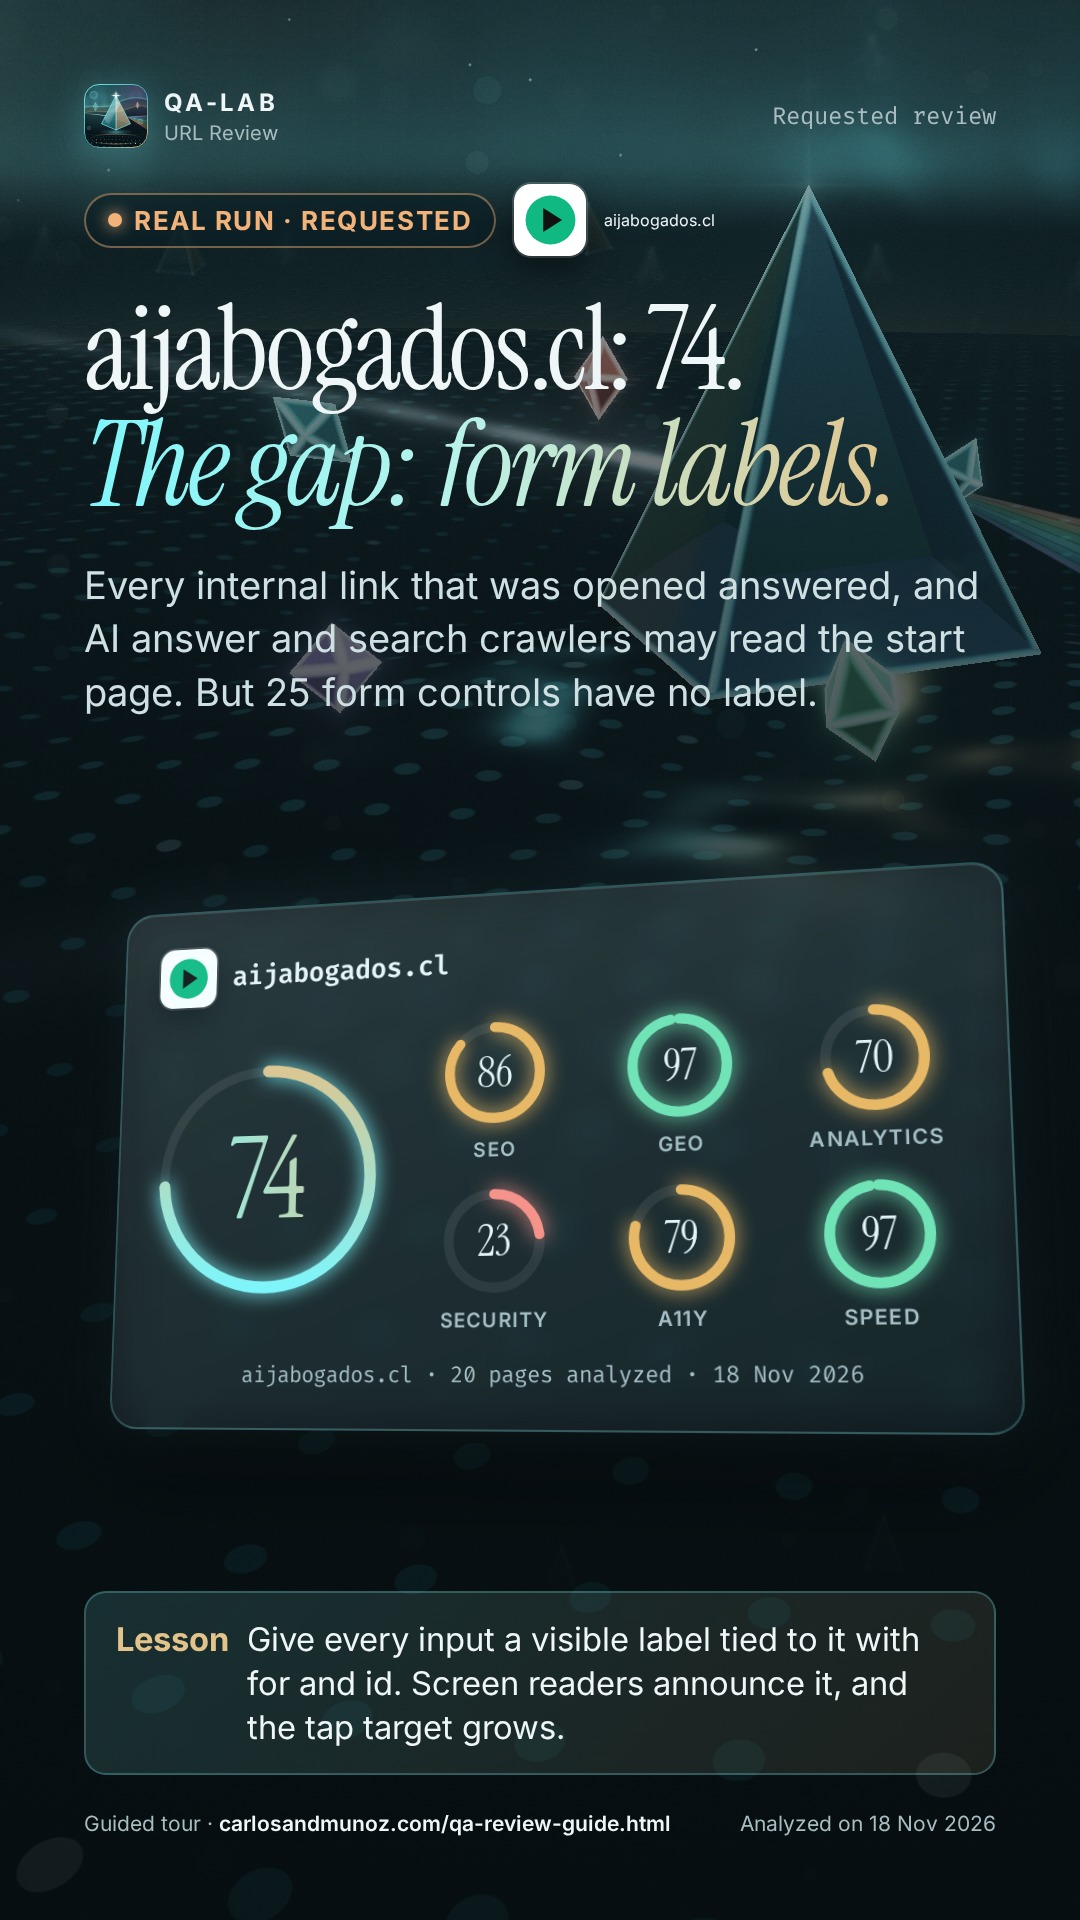 QA-LAB
URL Review
Requested review
REAL RUN · REQUESTED
aijabogados.cl
aijabogados.cl: 74.
The gap: form labels.
Every internal link that was opened answered, and
AI answer and search crawlers may read the start
page. But 25 form controls have no label.
aijabogados.cl
74
86
SEO
97
GEO
70
ANALYTICS
23
SECURITY
79
A11Y
97
SPEED
aijabogados.cl · 20 pages analyzed · 18 Nov 2026
Lesson Give every input a visible label tied to it with
for and id. Screen readers announce it, and
the tap target grows.
Guided tour · carlosandmunoz.com/qa-review-guide.html
Analyzed on 18 Nov 2026